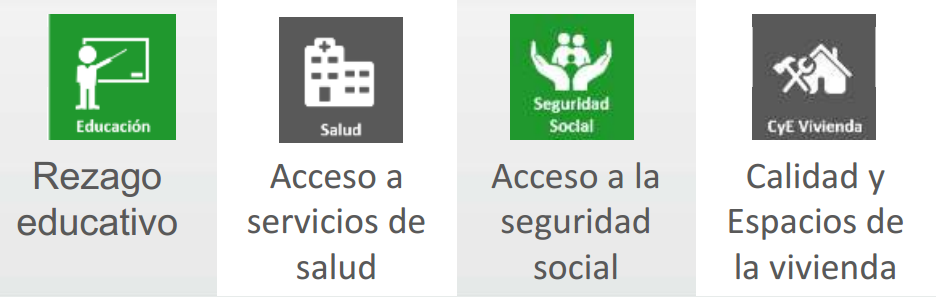 Educación
Rezago
educativo
Salud
Acceso a
servicios de
salud
Seguridad
Social
Acceso a la
seguridad
social
CyE Vivienda
Calidad y
Espacios de
la vivienda